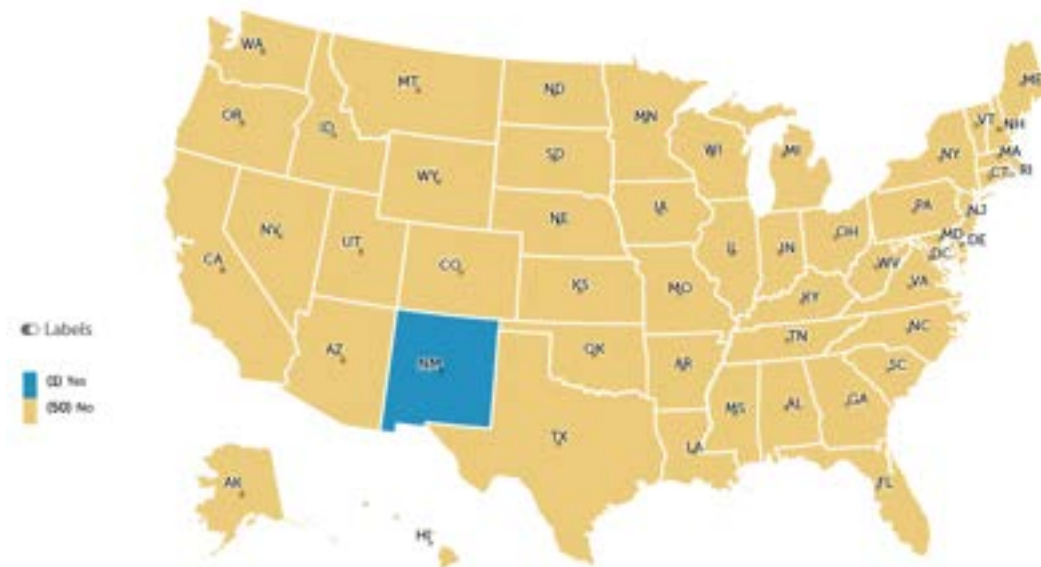 WA
MT
ND
MN
ME
OR
ID
SD
WI
MI
VT
NH
NY
MA
WY
CT
RI
IA
NE
PA
NJ
NV
UT
IL
IN
OH
MD
DE
CA
CO
DC
WV
KS
MO
VA
KY
Labels
NC
TN
AZ
NM
OK
AR
SC
(1) Yes
(50) No
MS
AL
GA
TX
LA
AK
FL
HI